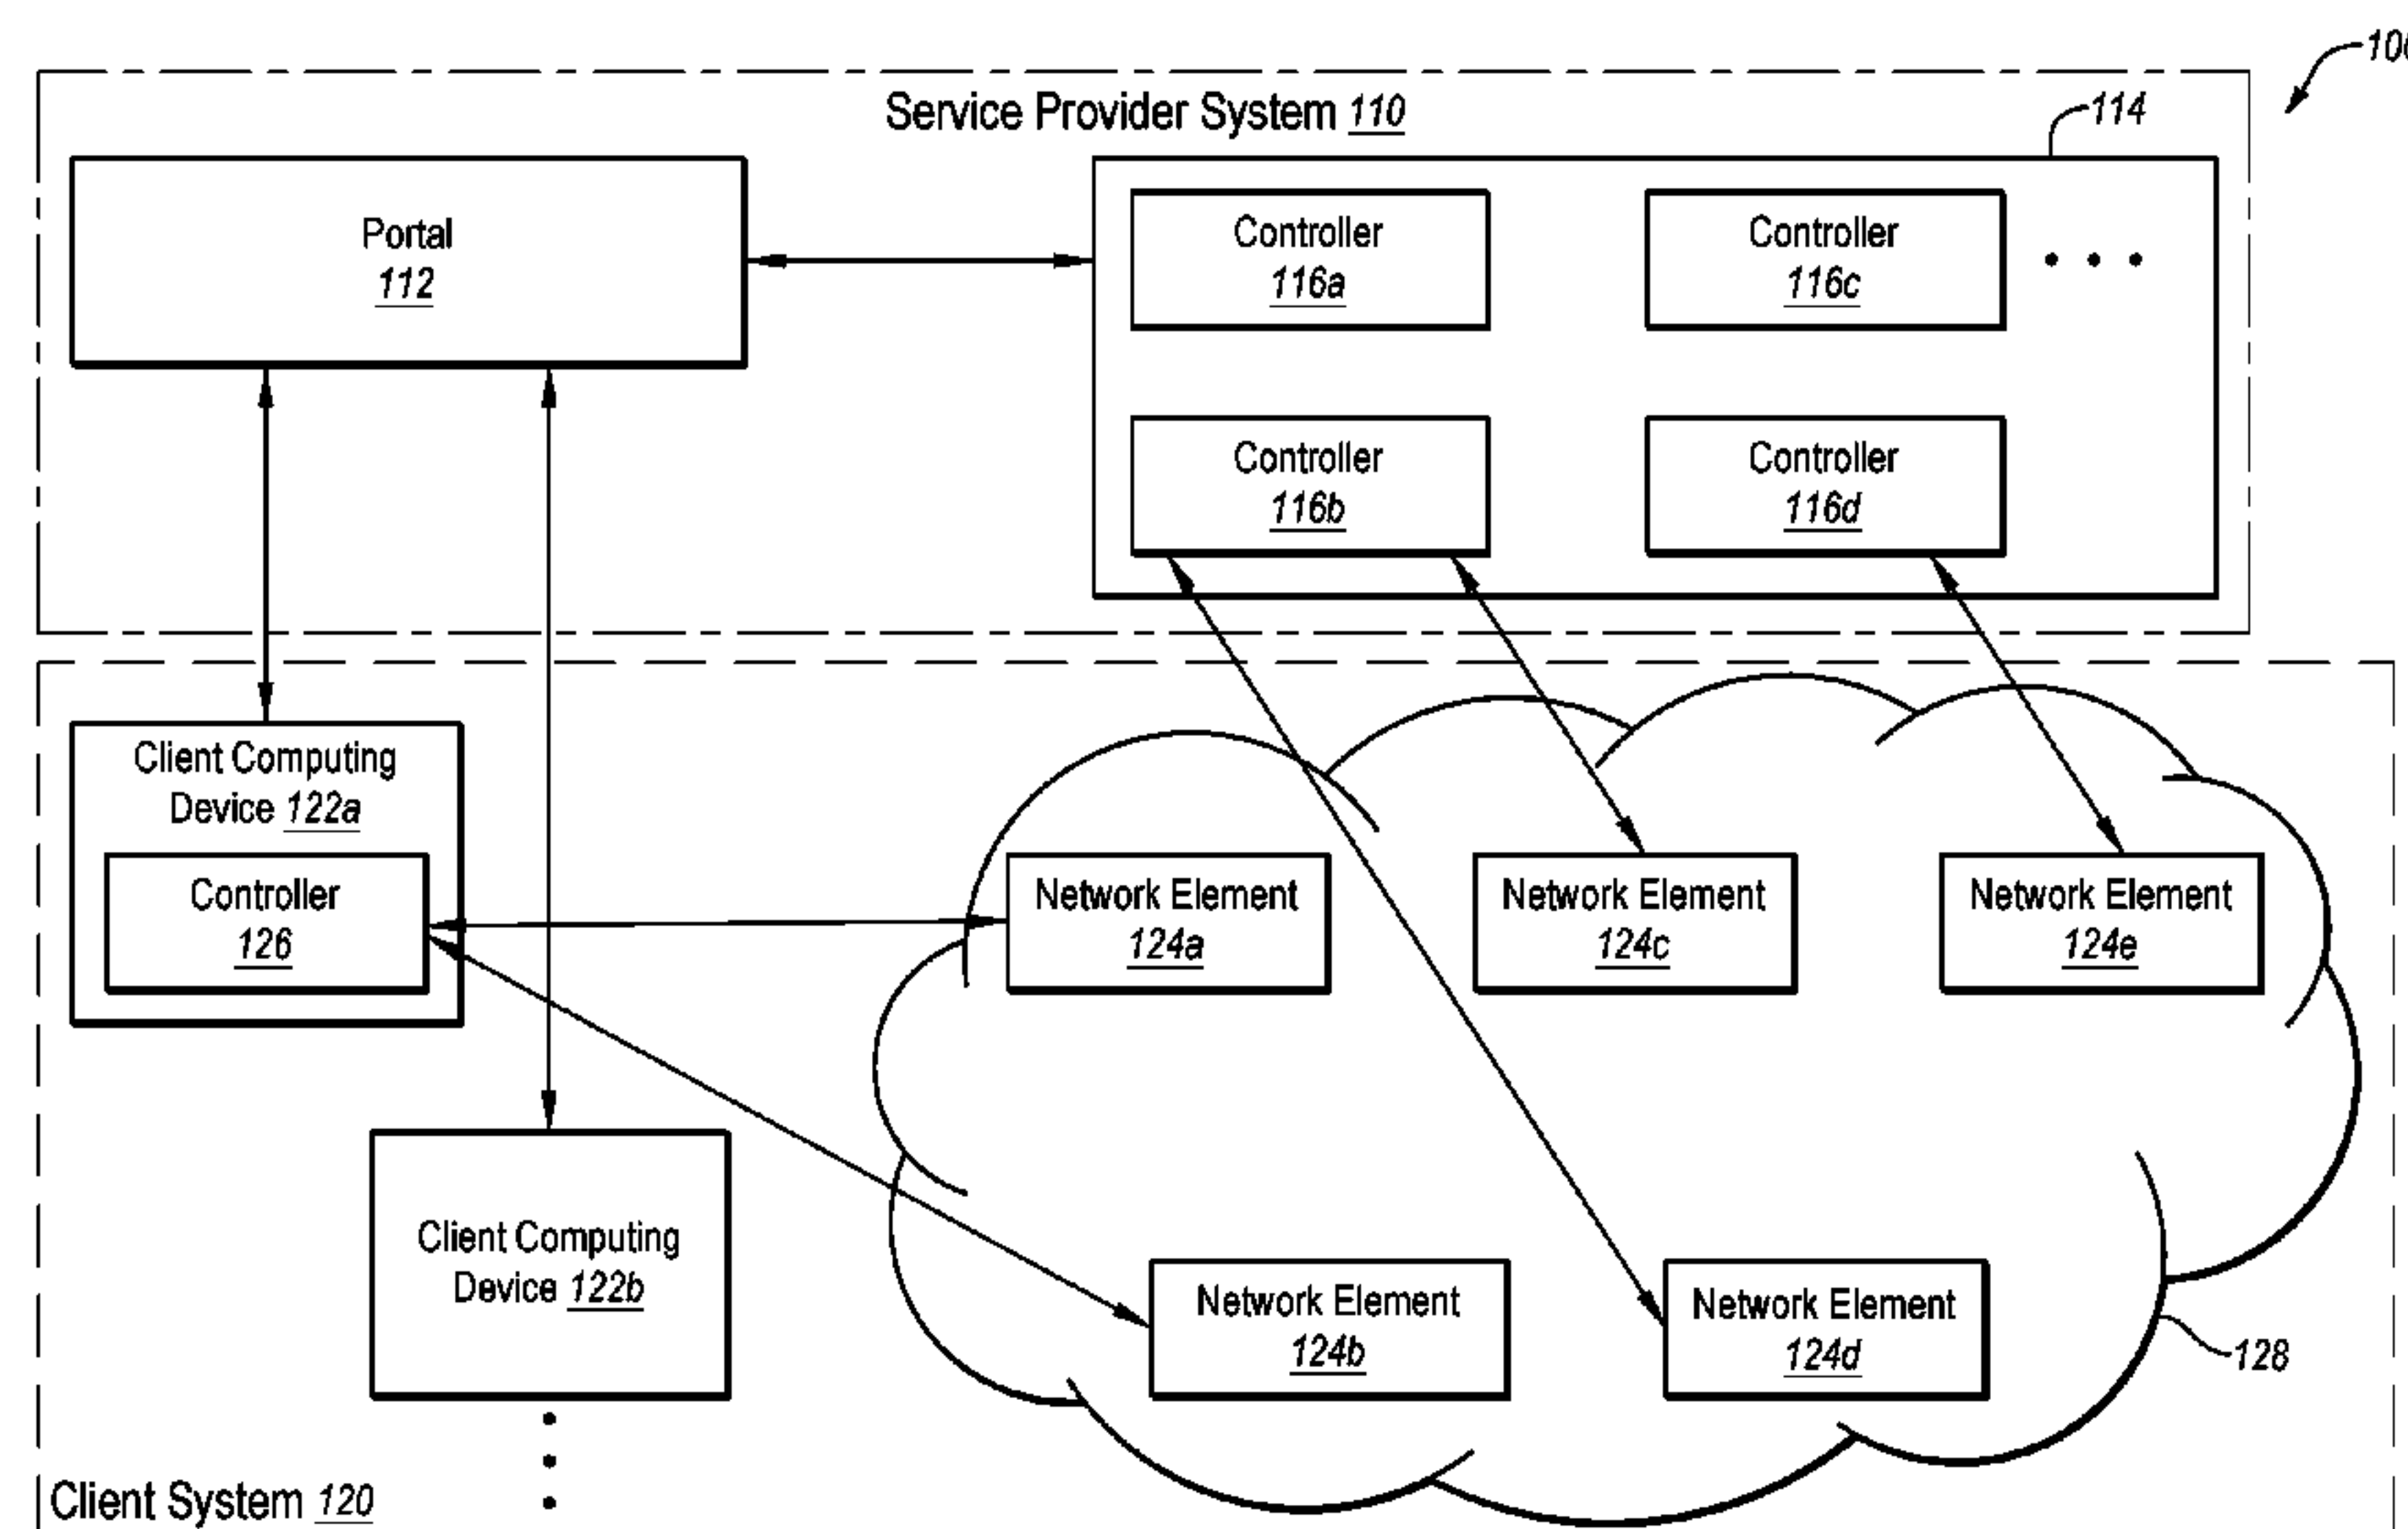 100
Service Provider System 110
114
Portal
112
Controller
116a
Controller
116c
Controller
116b
Controller
116d
Client Computing
Device 122a
Controller
126
Network Element
124a
Network Element
124c
Network Element
124e
Client Computing
Device 122b
Network Element
124b
Network Element
124d
128
Client System 120